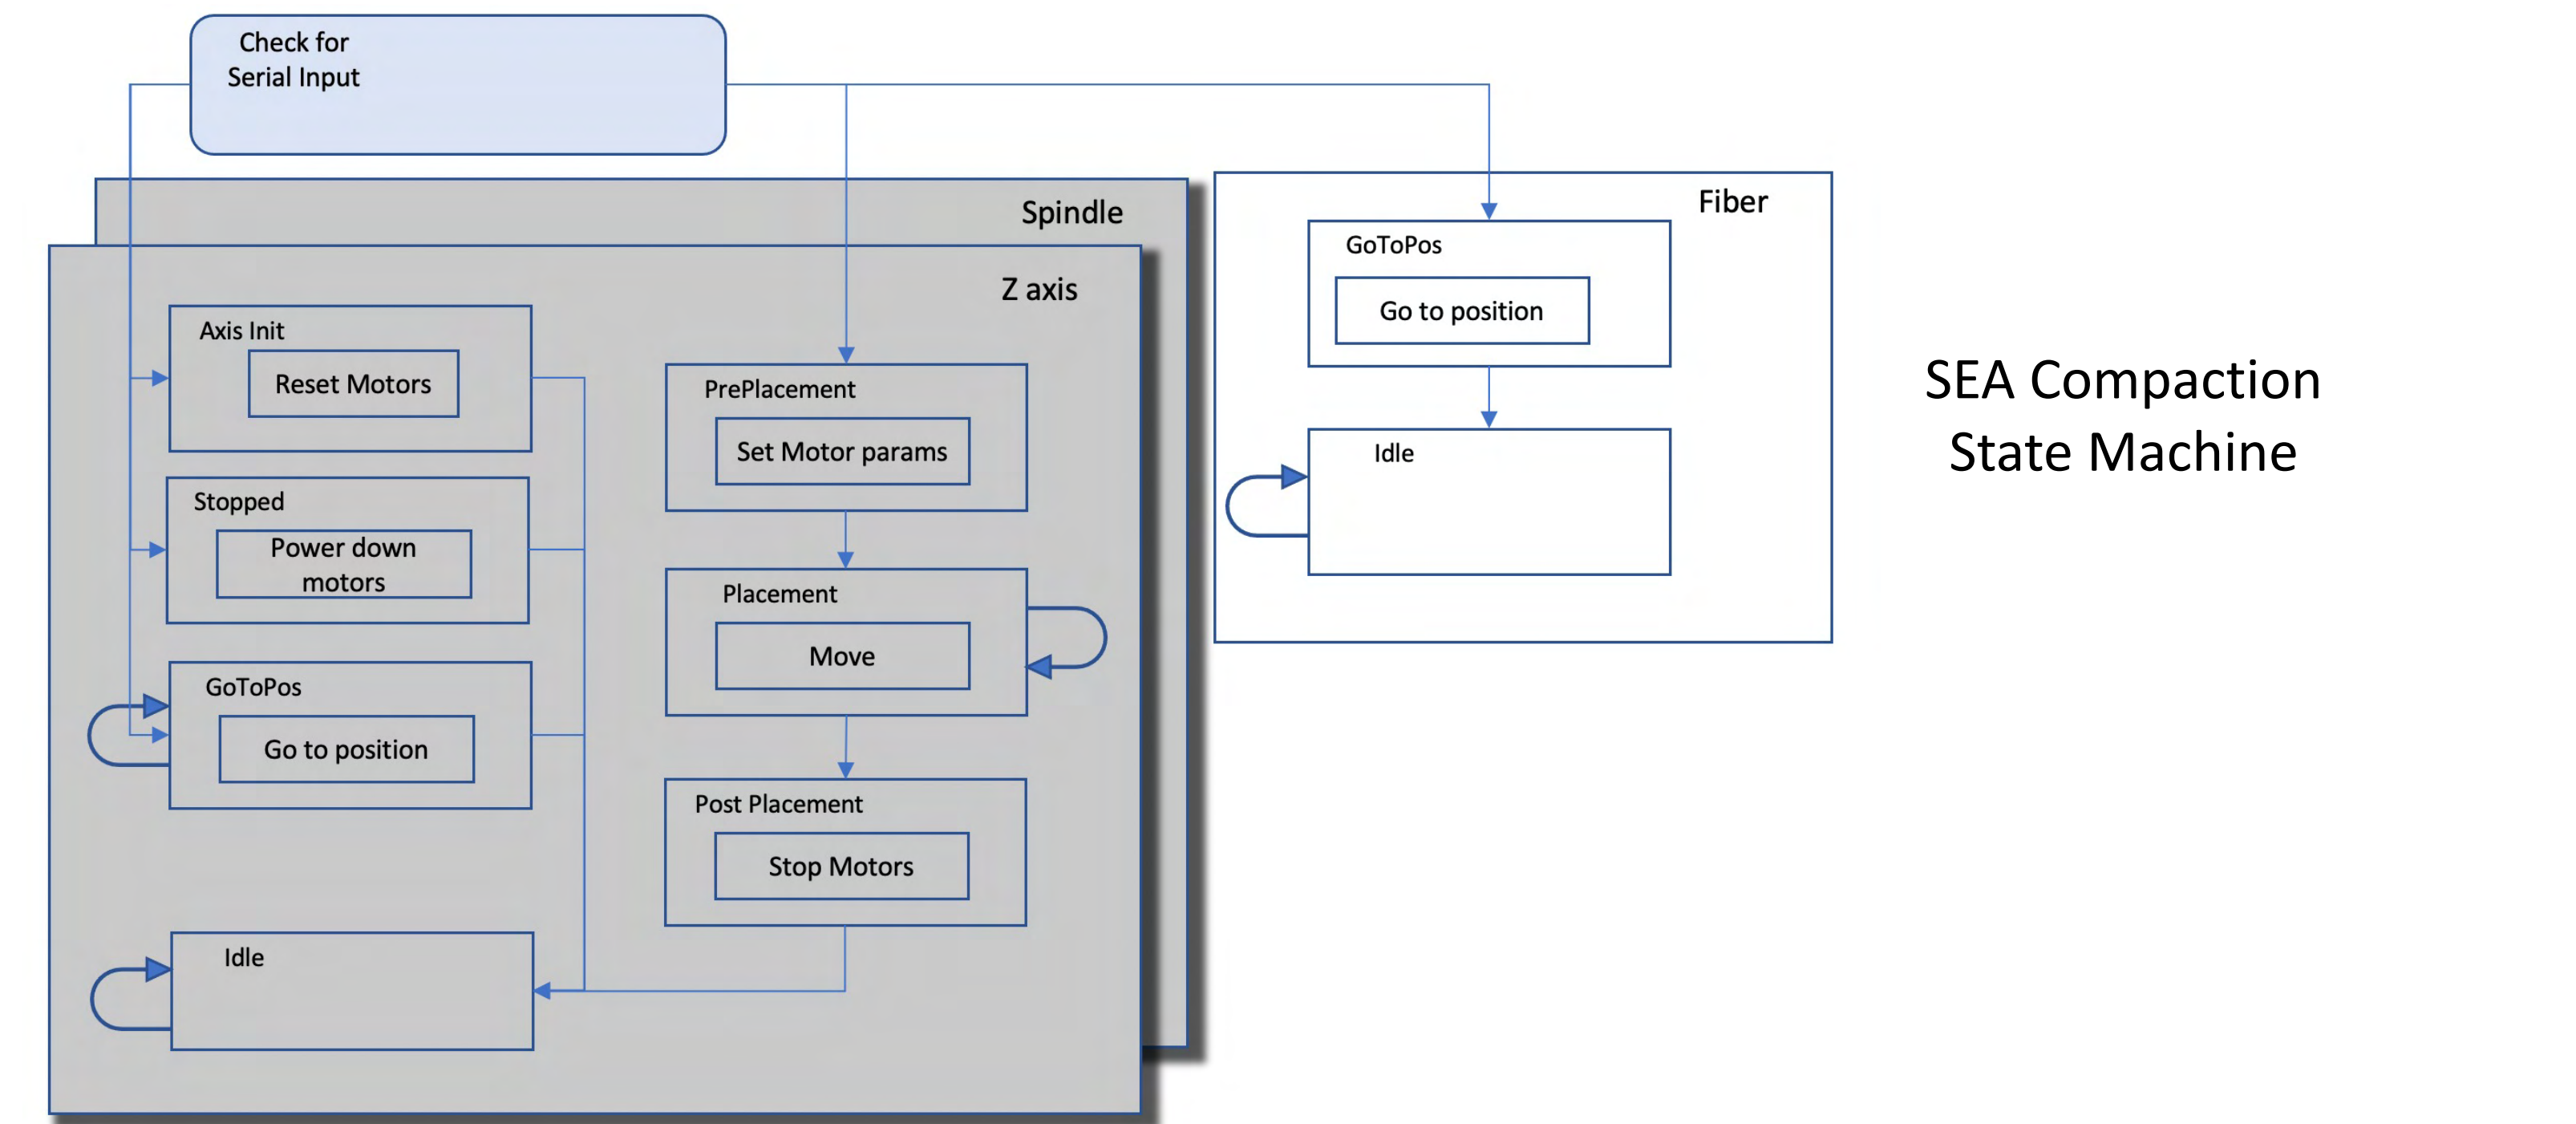 Check for
Serial Input
Spindle
Z axis
Axis Init
Reset Motors
Stopped
Power down
motors
GoToPos
Go to position
Idle
PrePlacement
Set Motor params
Placement
Move
Post Placement
Stop Motors
Fiber
GoToPos
Go to position
Idle
SEA Compaction
State Machine